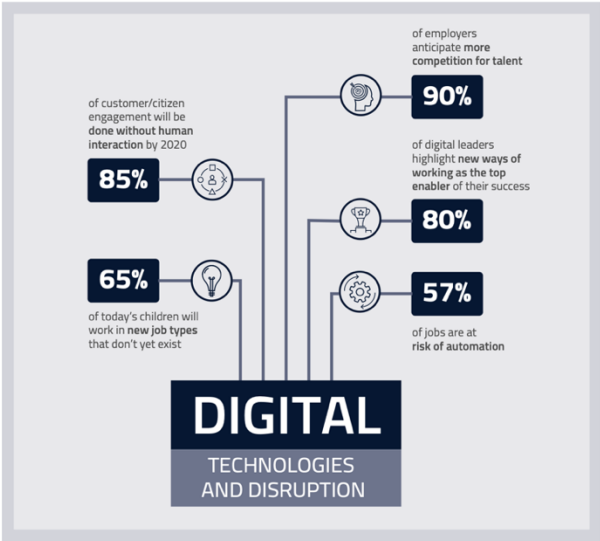 of customer/citizen
engagement will be
done without human
interaction by 2020
85%
65%
of today's children will
work in new job types
that don't yet exist
of employers
anticipate more
competition for talent
90%
of digital leaders
highlight new ways of
working as the top
enabler of their success
80%
57%
of jobs are at
risk of automation
DIGITAL
TECHNOLOGIES
AND DISRUPTION